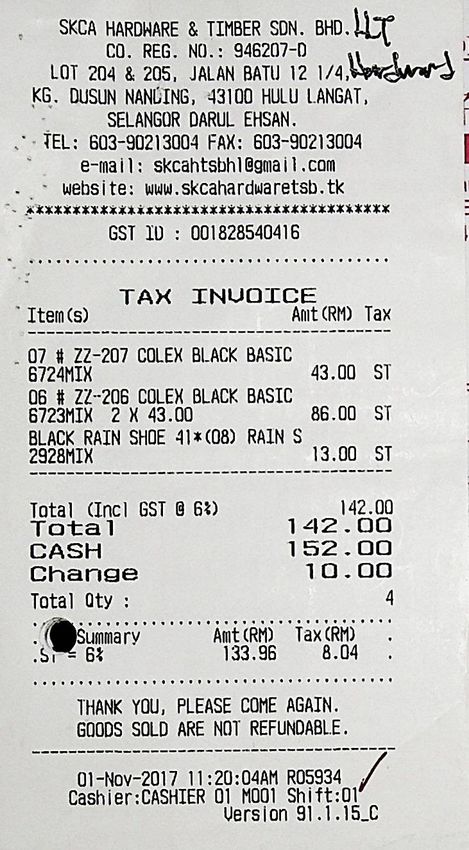 SKCA HARDWARE & TIMBER SDN. BHD.
CO. REG. NO.: 946207-D
LOT 204 & 205, JALAN BATU 12 1/4, Hardward
KG. DUSUN NANDING, 43100 HULU LANGAT,
SELANGOR DARUL EHSAN.
TEL: 603-90213004 FAX: 603-90213004
e-mail: skcahtsbhl@gmail.com
website: www.skcahardwaretsb.tk
******************************************
GST ID : 001828540416
TAX INVOICE
Item(s) Amt(RM) Tax
07 # ZZ-207 COLEX BLACK BASIC
6724MIX 43.00 ST
06 # ZZ-206 COLEX BLACK BASIC
6723MIX 2 X 43.00 86.00 ST
BLACK RAIN SHOE 41*(08) RAIN S
2928MIX 13.00 ST
Total (Incl GST @ 6%) 142.00
Total 142.00
CASH 152.00
Change 10.00
Total Qty : 4
Summary Amt(RM) Tax(RM) .
.ST = 6% 133.96 8.04 .
THANK YOU, PLEASE COME AGAIN.
GOODS SOLD ARE NOT REFUNDABLE.
01-Nov-2017 11:20:04AM R05934
Cashier:CASHIER 01 M001 Shift:01
Version 91.1.15_C